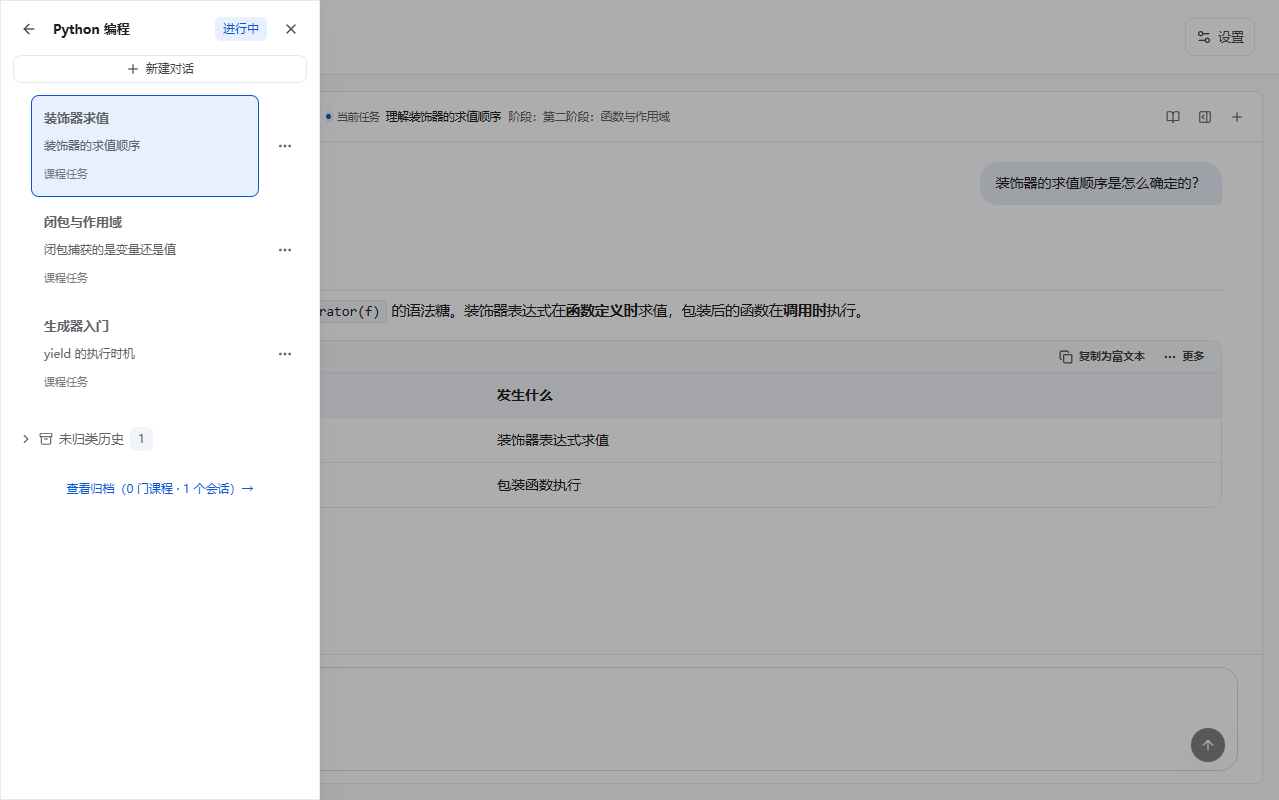 Python 编程
进行中
新建对话
装饰器求值
装饰器的求值顺序
课程任务
闭包与作用域
闭包捕获的是变量还是值
课程任务
生成器入门
yield 的执行时机
课程任务
未归类历史 1
查看归档（0 门课程 · 1 个会话）→
设置
当前任务 理解装饰器的求值顺序 阶段：第二阶段：函数与作用域
装饰器的求值顺序是怎么确定的？
rator(f) 的语法糖。装饰器表达式在函数定义时求值，包装后的函数在调用时执行。
复制为富文本 更多
发生什么
装饰器表达式求值
包装函数执行